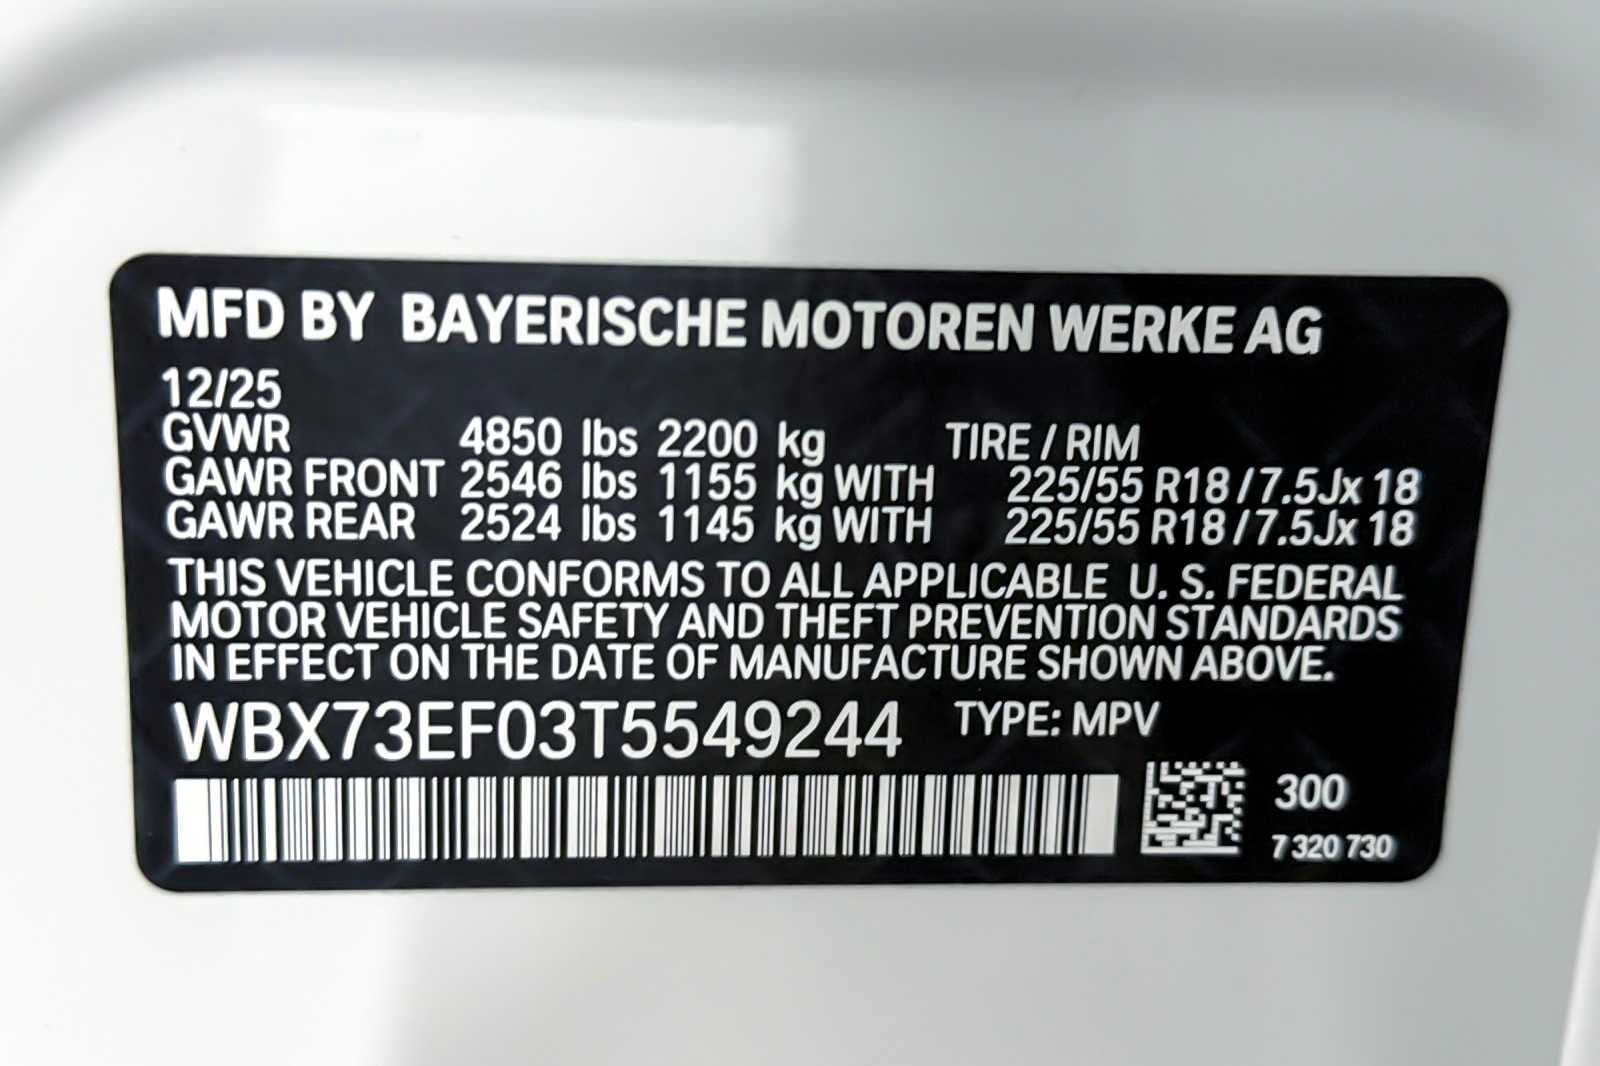 MFD BY BAYERISCHE MOTOREN WERKE AG
12/25
GVWR 4850 lbs 2200 kg TIRE / RIM
GAWR FRONT 2546 lbs 1155 kg WITH 225/55 R18 / 7.5Jx 18
GAWR REAR 2524 lbs 1145 kg WITH 225/55 R18 / 7.5Jx 18
THIS VEHICLE CONFORMS TO ALL APPLICABLE U. S. FEDERAL
MOTOR VEHICLE SAFETY AND THEFT PREVENTION STANDARDS
IN EFFECT ON THE DATE OF MANUFACTURE SHOWN ABOVE.
WBX73EF03T5549244 TYPE: MPV
300
7 320 730